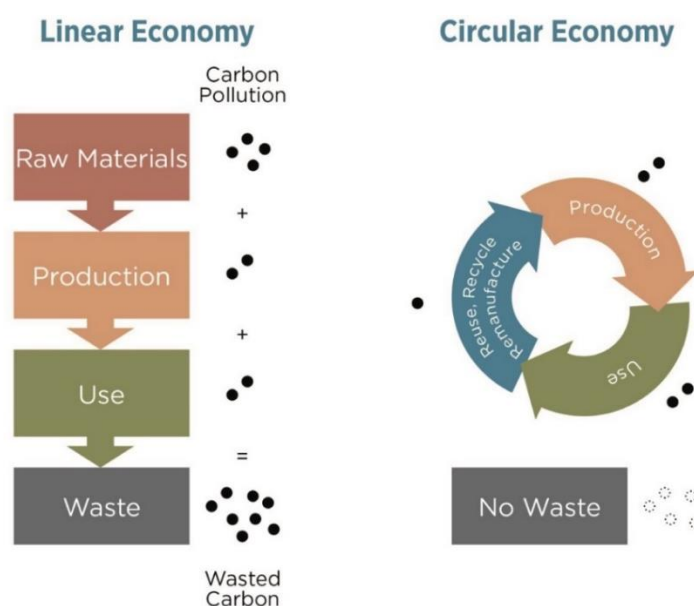 Linear Economy
Carbon
Pollution
Raw Materials
+
Production
+
Use
=
Waste
Wasted
Carbon
Circular Economy
Production
Use
Reuse, Recycle
Remanufacture
No Waste